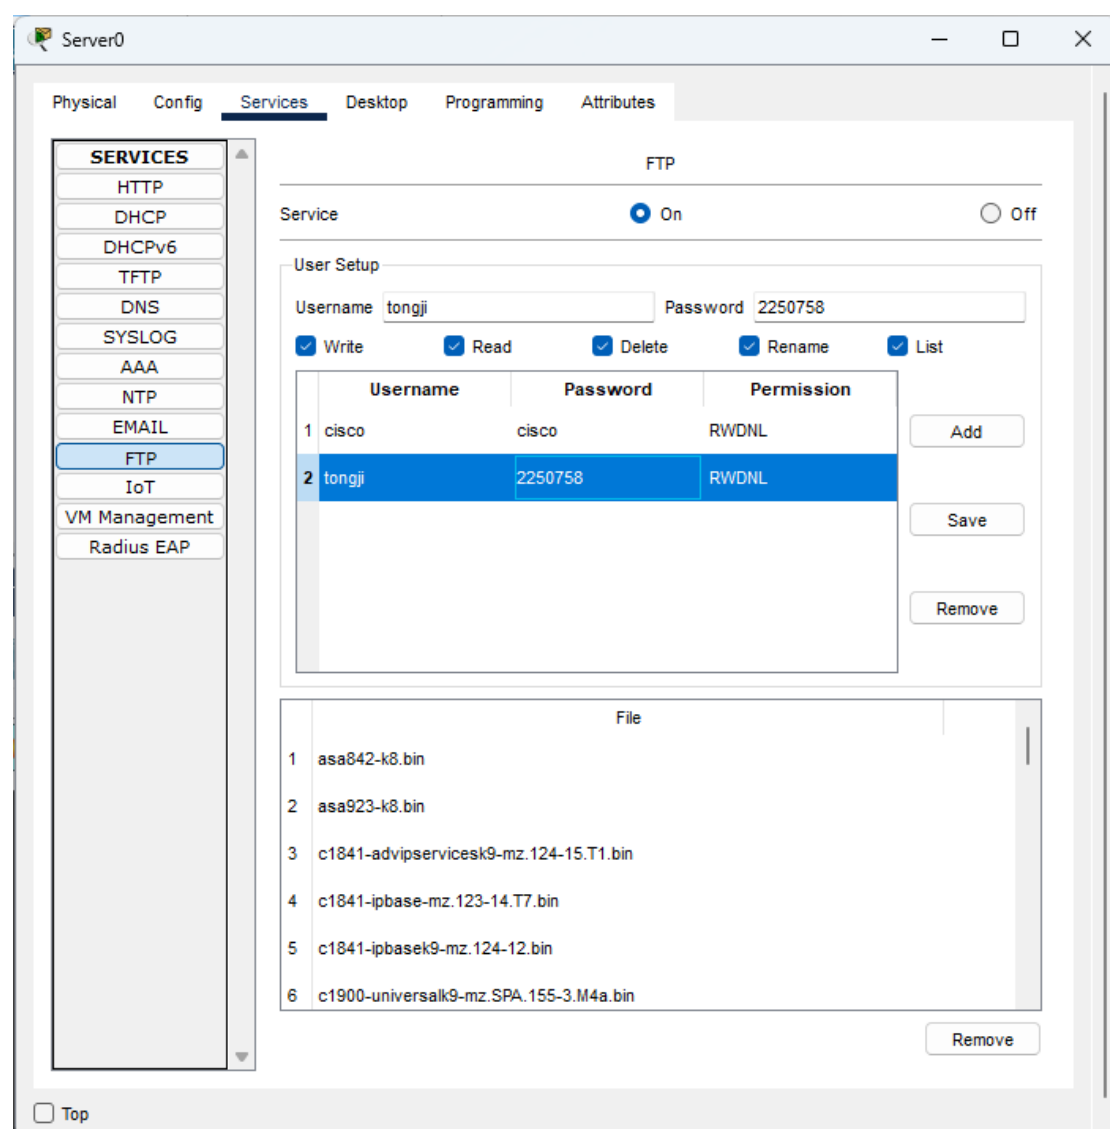 Server0
Physical Config Services Desktop Programming Attributes
SERVICES
HTTP
DHCP
DHCPv6
TFTP
DNS
SYSLOG
AAA
NTP
EMAIL
FTP
IoT
VM Management
Radius EAP
FTP
Service On Off
User Setup
Username tongji Password 2250758
Write Read Delete Rename List
Username Password Permission
1 cisco cisco RWDNL
2 tongji 2250758 RWDNL
Add
Save
Remove
File
1 asa842-k8.bin
2 asa923-k8.bin
3 c1841-advipservicesk9-mz.124-15.T1.bin
4 c1841-ipbase-mz.123-14.T7.bin
5 c1841-ipbasek9-mz.124-12.bin
6 c1900-universalk9-mz.SPA.155-3.M4a.bin
Remove
Top